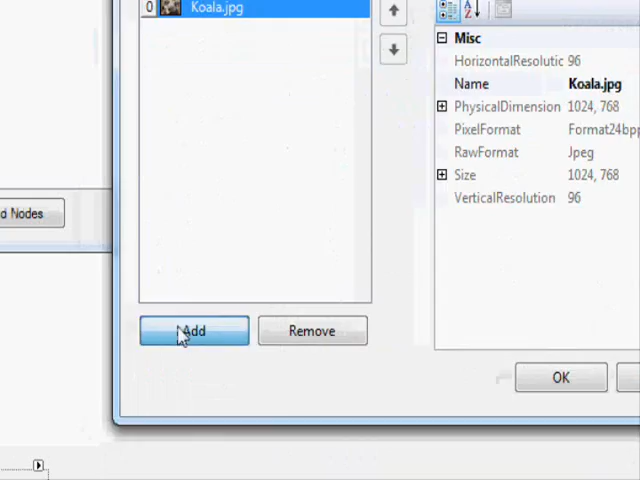 0 Koala.jpg
Misc
HorizontalResolutic 96
Name Koala.jpg
PhysicalDimension 1024, 768
PixelFormat Format24bpp
RawFormat Jpeg
Size 1024, 768
VerticalResolution 96
d Nodes
Add
Remove
OK